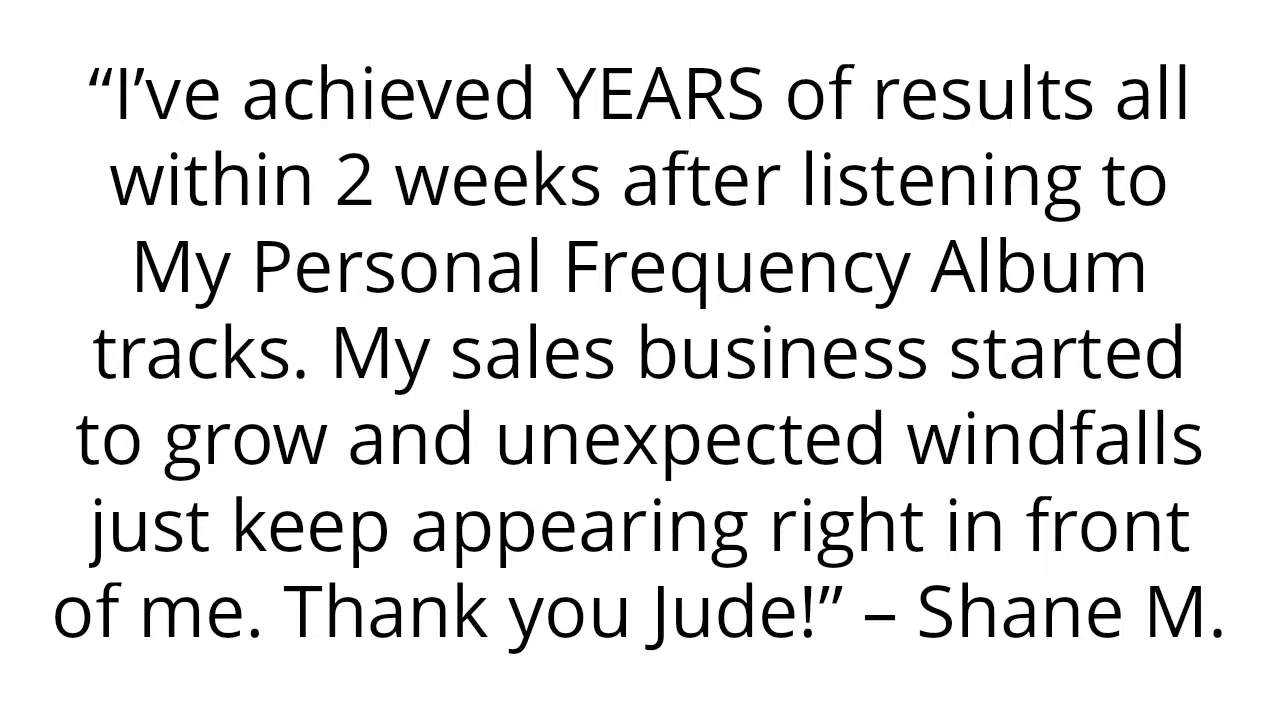 “I’ve achieved YEARS of results all
within 2 weeks after listening to
My Personal Frequency Album
tracks. My sales business started
to grow and unexpected windfalls
just keep appearing right in front
of me. Thank you Jude!” – Shane M.